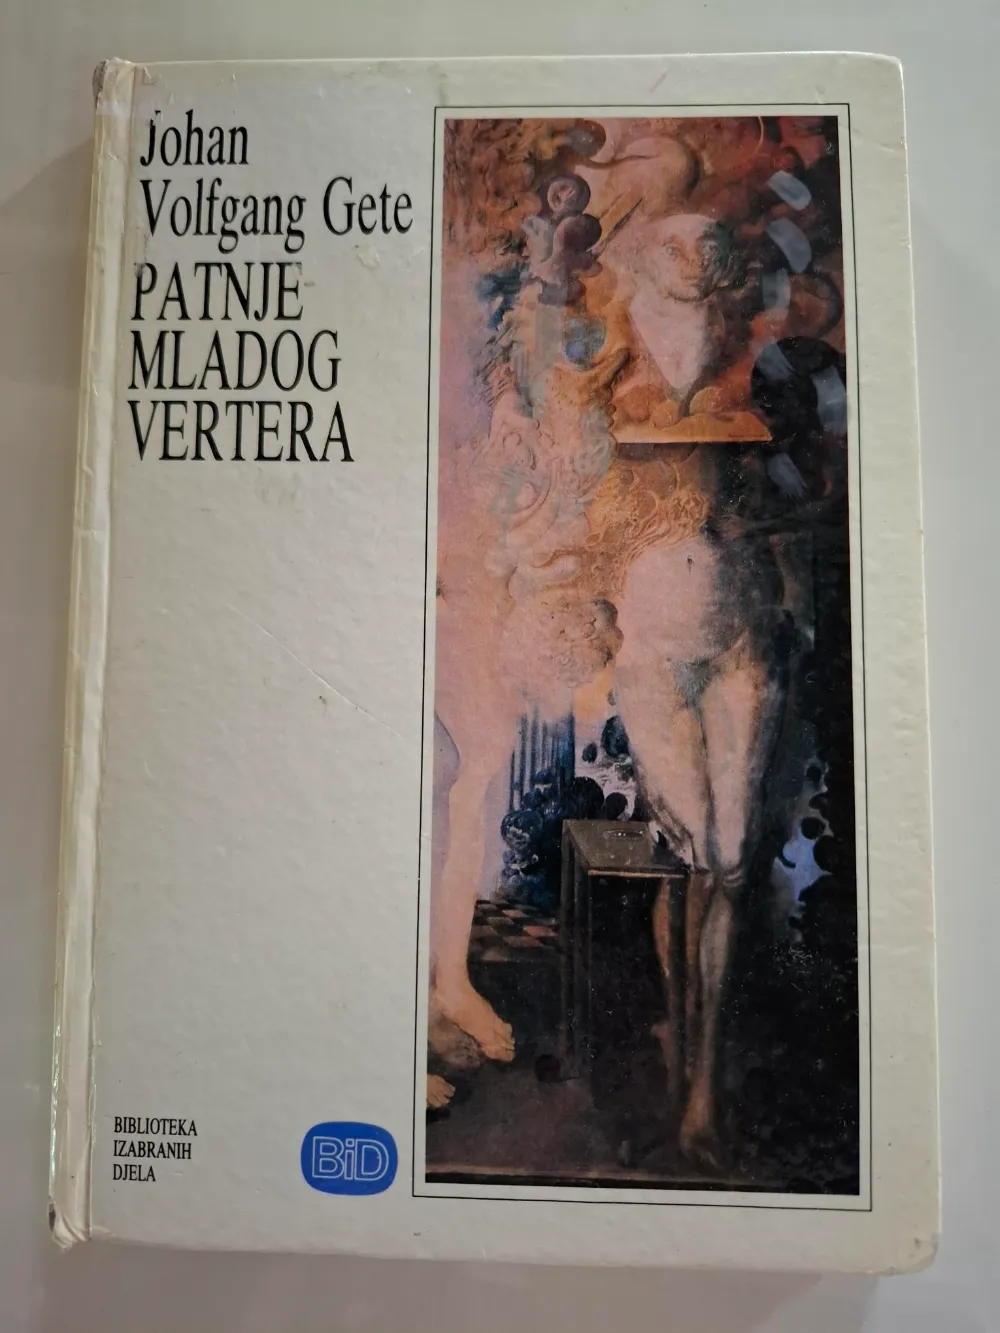 Johan
Volfgang Gete
PATNJE
MLADOG
VERTERA
BIBLIOTEKA
IZABRANIH
DJELA
BiD